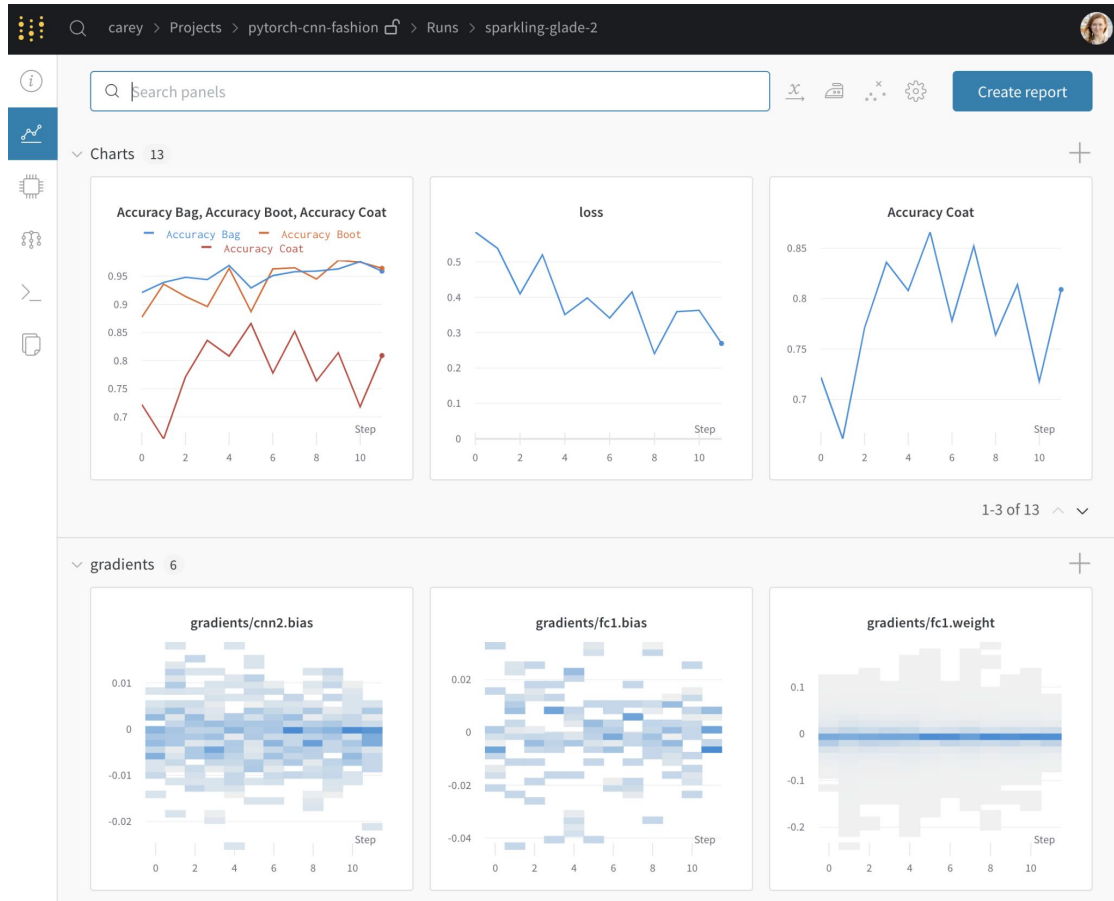 carey > Projects > pytorch-cnn-fashion > Runs > sparkling-glade-2
Search panels
Create report
Charts 13
Accuracy Bag, Accuracy Boot, Accuracy Coat
Accuracy Bag Accuracy Boot
Accuracy Coat
0.95
0.9
0.85
0.8
0.75
0.7
Step
0 2 4 6 8 10
loss
0.5
0.4
0.3
0.2
0.1
0
Step
0 2 4 6 8 10
Accuracy Coat
0.85
0.8
0.75
0.7
Step
0 2 4 6 8 10
1-3 of 13
gradients 6
gradients/cnn2.bias
0.01
0
-0.01
-0.02
Step
0 2 4 6 8 10
gradients/fc1.bias
0.02
0
-0.02
-0.04
Step
0 2 4 6 8 10
gradients/fc1.weight
0.1
0
-0.1
-0.2
Step
0 2 4 6 8 10